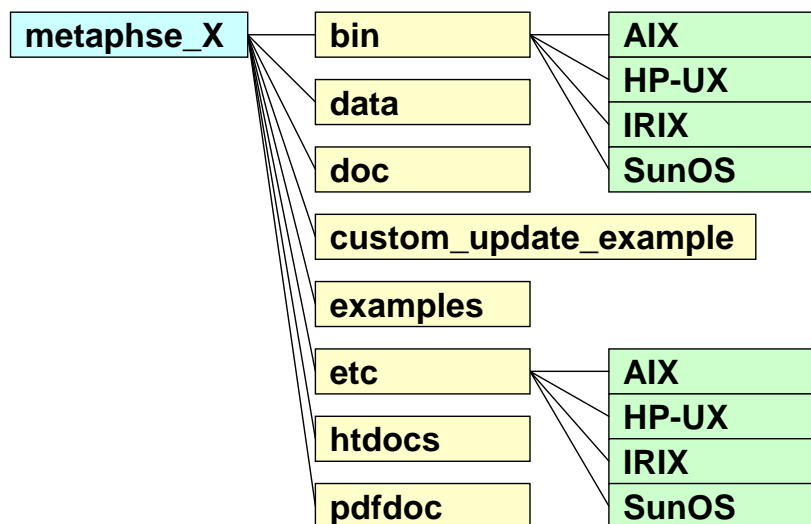 metaphse_X
bin
AIX
HP-UX
IRIX
SunOS
data
doc
custom_update_example
examples
etc
AIX
HP-UX
IRIX
SunOS
htdocs
pdfdoc